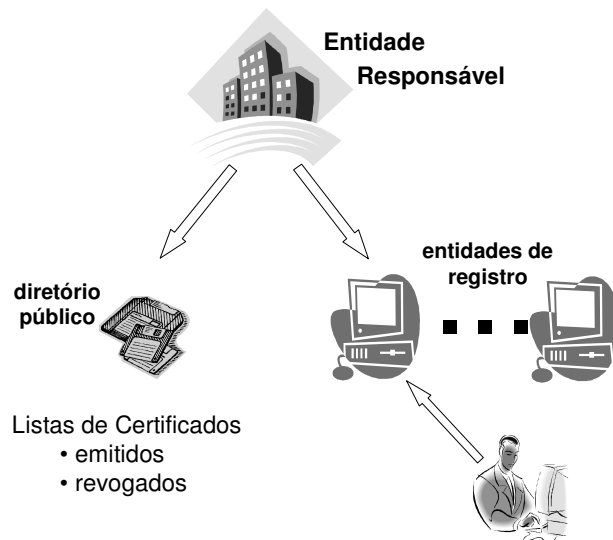 Entidade
Responsável
entidades de
registro
diretório
público
Listas de Certificados
• emitidos
• revogados